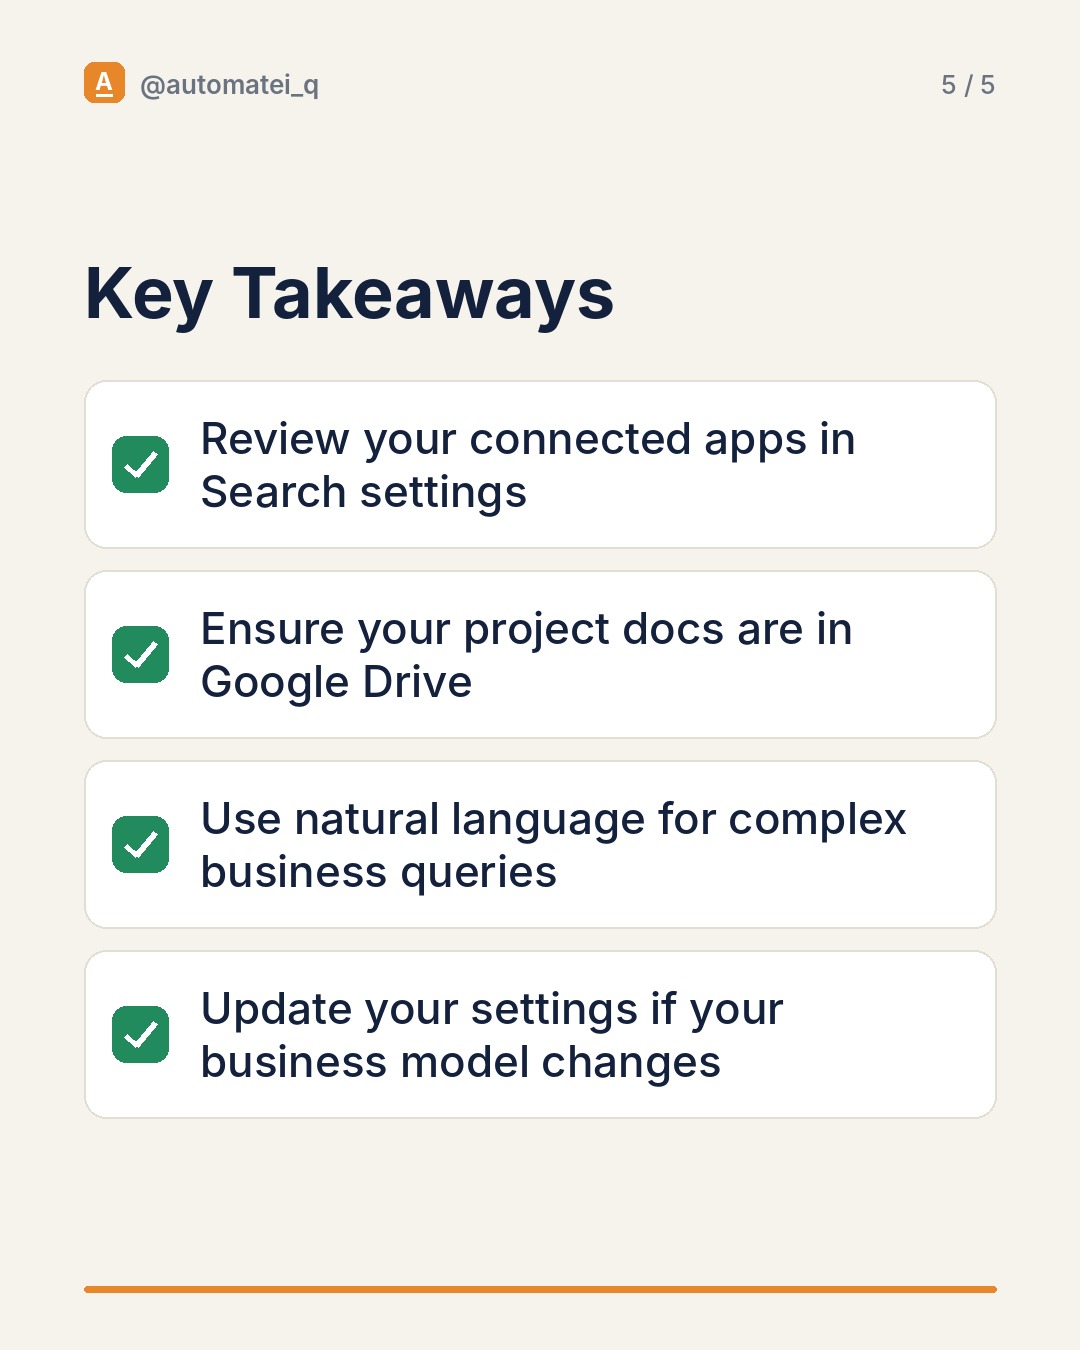 A @automatei_q
5 / 5
Key Takeaways
Review your connected apps in
Search settings
Ensure your project docs are in
Google Drive
Use natural language for complex
business queries
Update your settings if your
business model changes